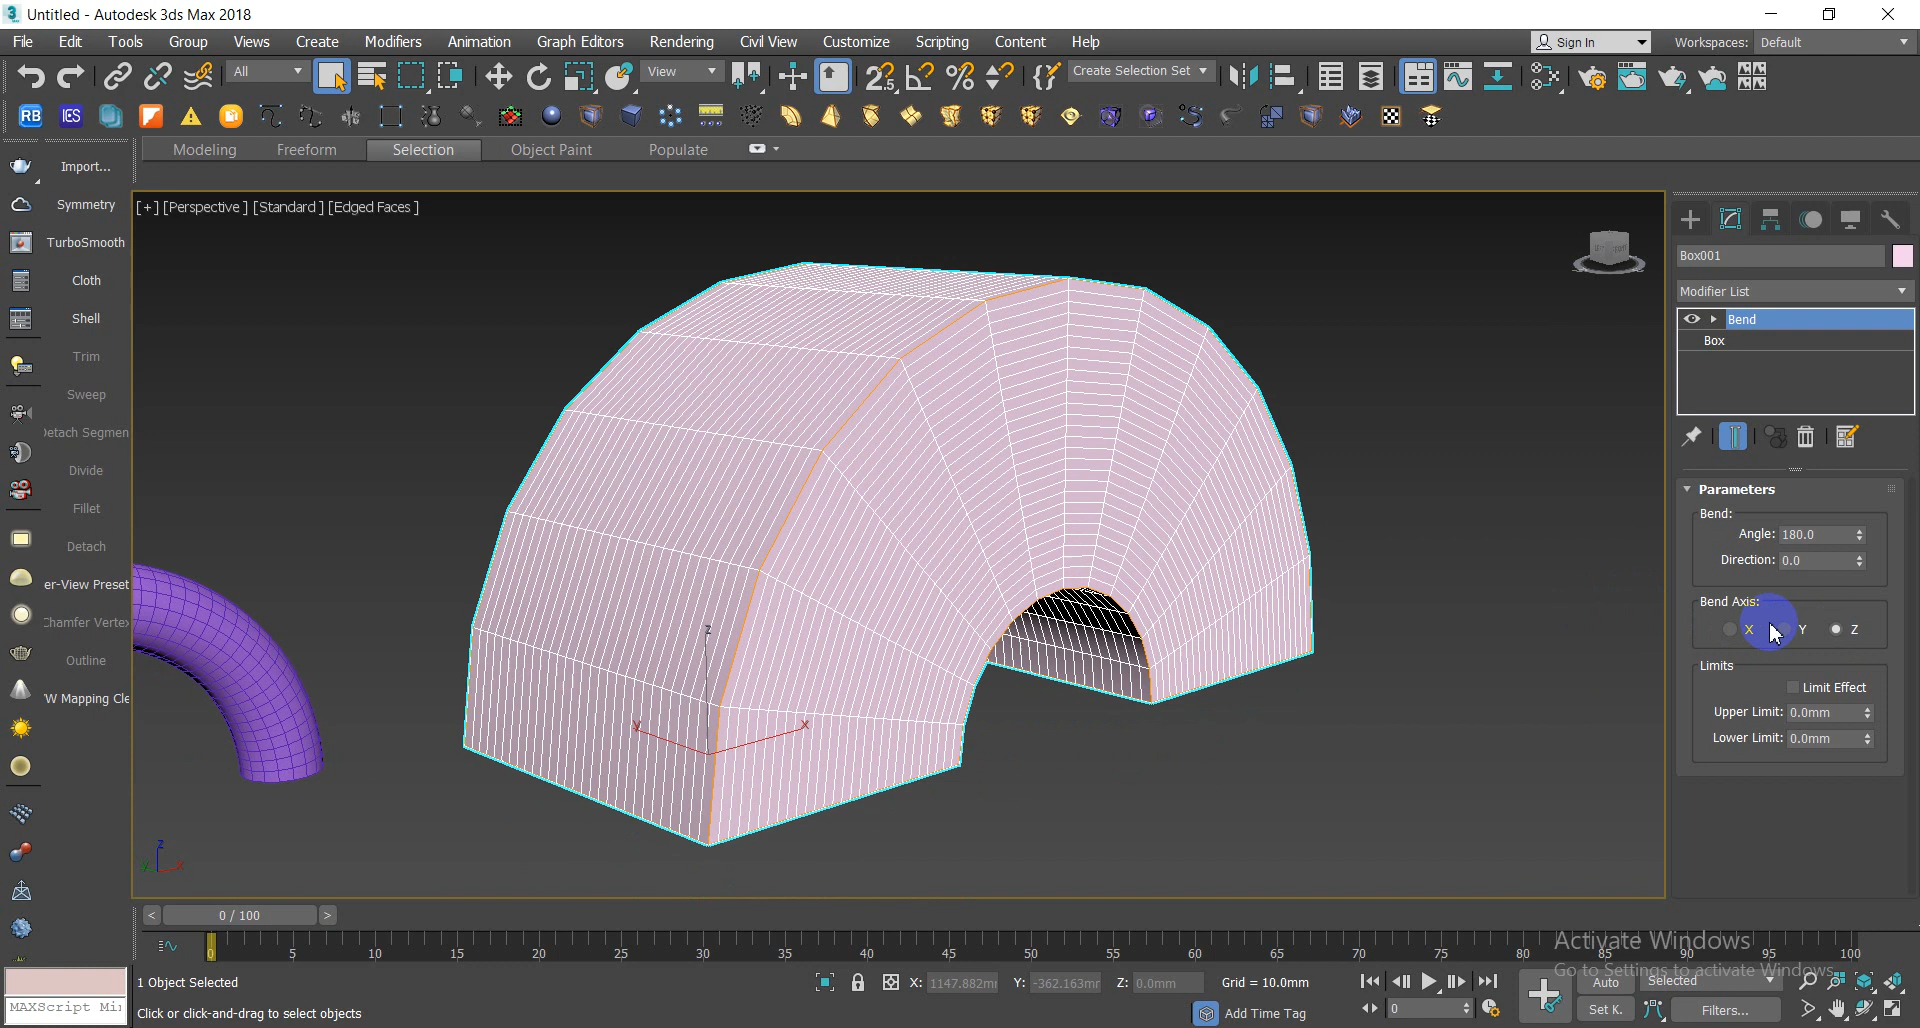 Untitled - Autodesk 3ds Max 2018
File Edit Tools Group Views Create Modifiers Animation Graph Editors Rendering Civil View Customize Scripting Content Help
Sign In Workspaces: Default
All View Create Selection Set
RB ICS
Modeling Freeform Selection Object Paint Populate
Import...
Symmetry
TurboSmooth
Cloth
Shell
Trim
Sweep
etach Segmen
Divide
Fillet
Detach
er-View Preset
Chamfer Vertex
Outline
W Mapping Cle
[+] [Perspective] [Standard] [Edged Faces]
z
y x
z
y x
Box001
Modifier List
Bend
Box
Parameters
Bend:
Angle: 180.0
Direction: 0.0
Bend Axis:
X Y Z
Limits
Limit Effect
Upper Limit: 0.0mm
Lower Limit: 0.0mm
< 0 / 100 >
0 5 10 15 20 25 30 35 40 45 50 55 60 65 70 75 80 85 90 95 100
Activate Windows
Go to Settings to activate Windows.
1 Object Selected
X: 1147.882mm Y: -362.163mm Z: 0.0mm Grid = 10.0mm
Auto Selected
MAXScript Mi
Click or click-and-drag to select objects
Add Time Tag
0
Set K. Filters...